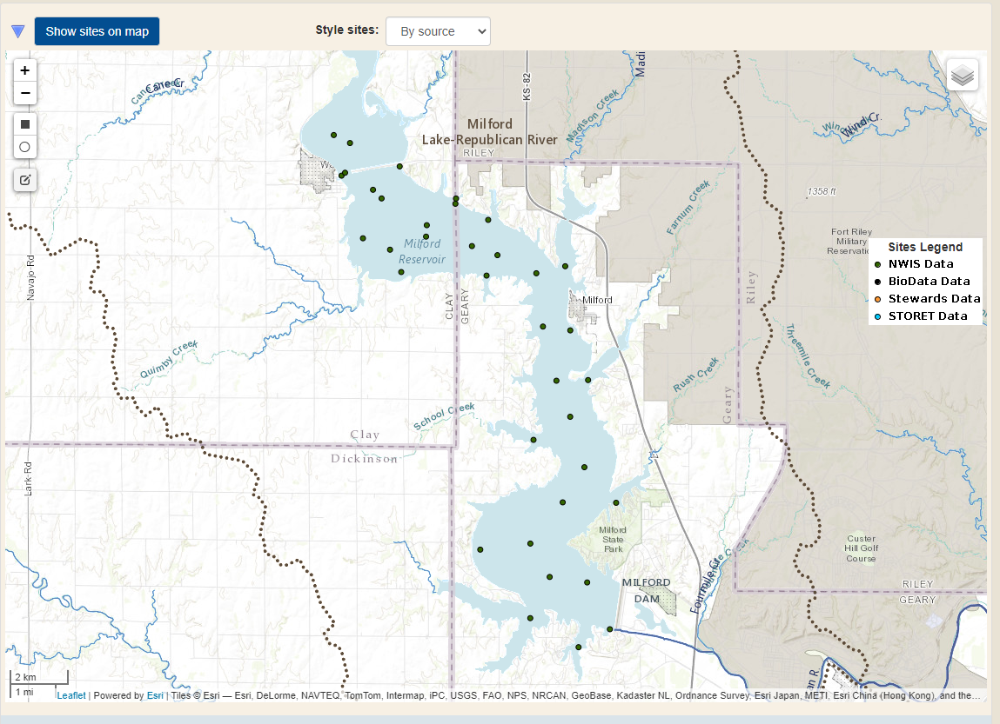 Show sites on map
Style sites:
By source
+
−
Cane Creek
Cane Cr.
KS-82
Madi
Madison Creek
Milford
Lake-Republican River
RILEY
Wind Cr.
1358 ft
Farnum Creek
Fort Riley
Military
Reservatio
Sites Legend
NWIS Data
BioData Data
Stewards Data
STORET Data
Milford
Reservoir
Navajo Rd
CLAY
GEARY
Milford
Riley
Geary
Quimby Creek
Rush Creek
Threemile Creek
School Creek
Clay
Dickinson
Lark Rd
Milford
State
Park
Custer
Hill Golf
Course
MILFORD
DAM
Fourmile Cr.
RILEY
GEARY
2 km
1 mi
Leaflet | Powered by Esri | Tiles © Esri — Esri, DeLorme, NAVTEQ, TomTom, Intermap, iPC, USGS, FAO, NPS, NRCAN, GeoBase, Kadaster NL, Ordnance Survey, Esri Japan, METI, Esri China (Hong Kong), and the…